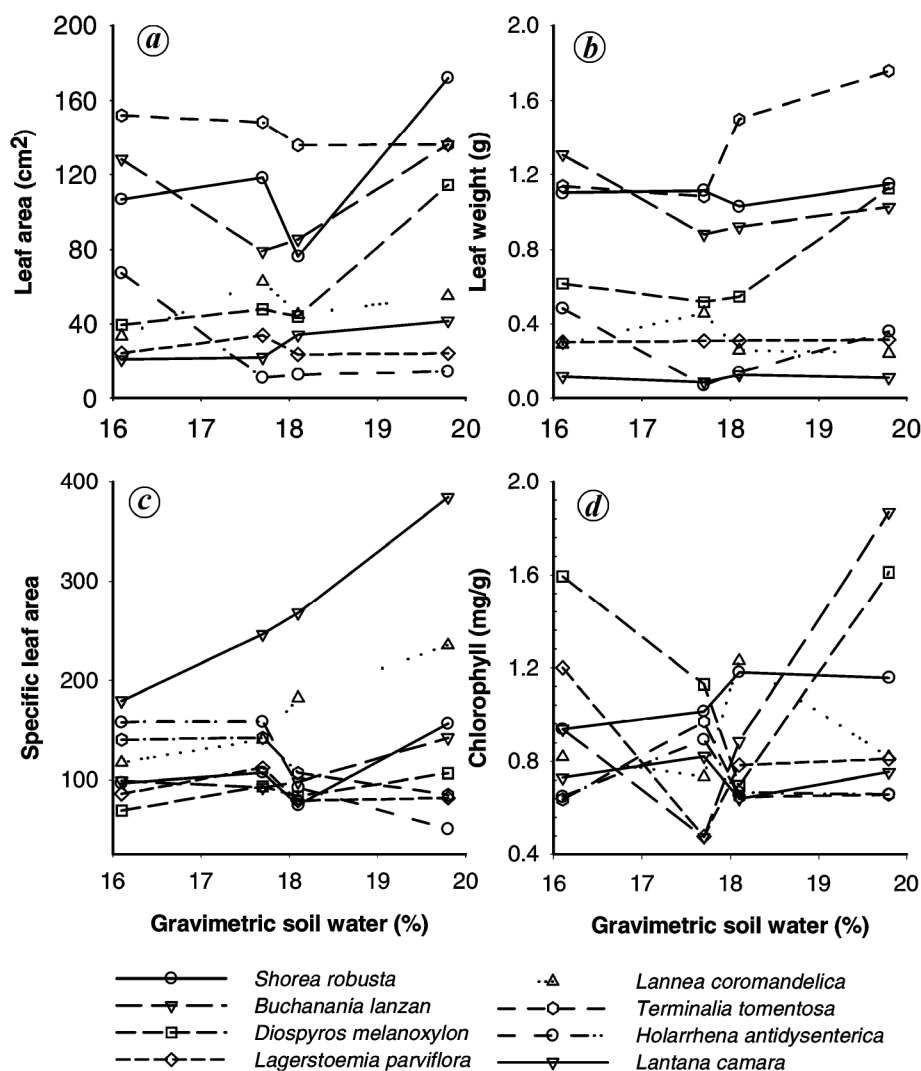 a
b
Leaf area (cm2)
200
160
120
80
40
0
16 17 18 19 20
Leaf weight (g)
2.0
1.6
1.2
0.8
0.4
0.0
16 17 18 19 20
c
d
Specific leaf area
400
300
200
100
16 17 18 19 20
Gravimetric soil water (%)
Chlorophyll (mg/g)
2.0
1.6
1.2
0.8
0.4
16 17 18 19 20
Gravimetric soil water (%)
Shorea robusta
Buchanania lanzan
Diospyros melanoxylon
Lagerstoemia parviflora
Lannea coromandelica
Terminalia tomentosa
Holarrhena antidysenterica
Lantana camara